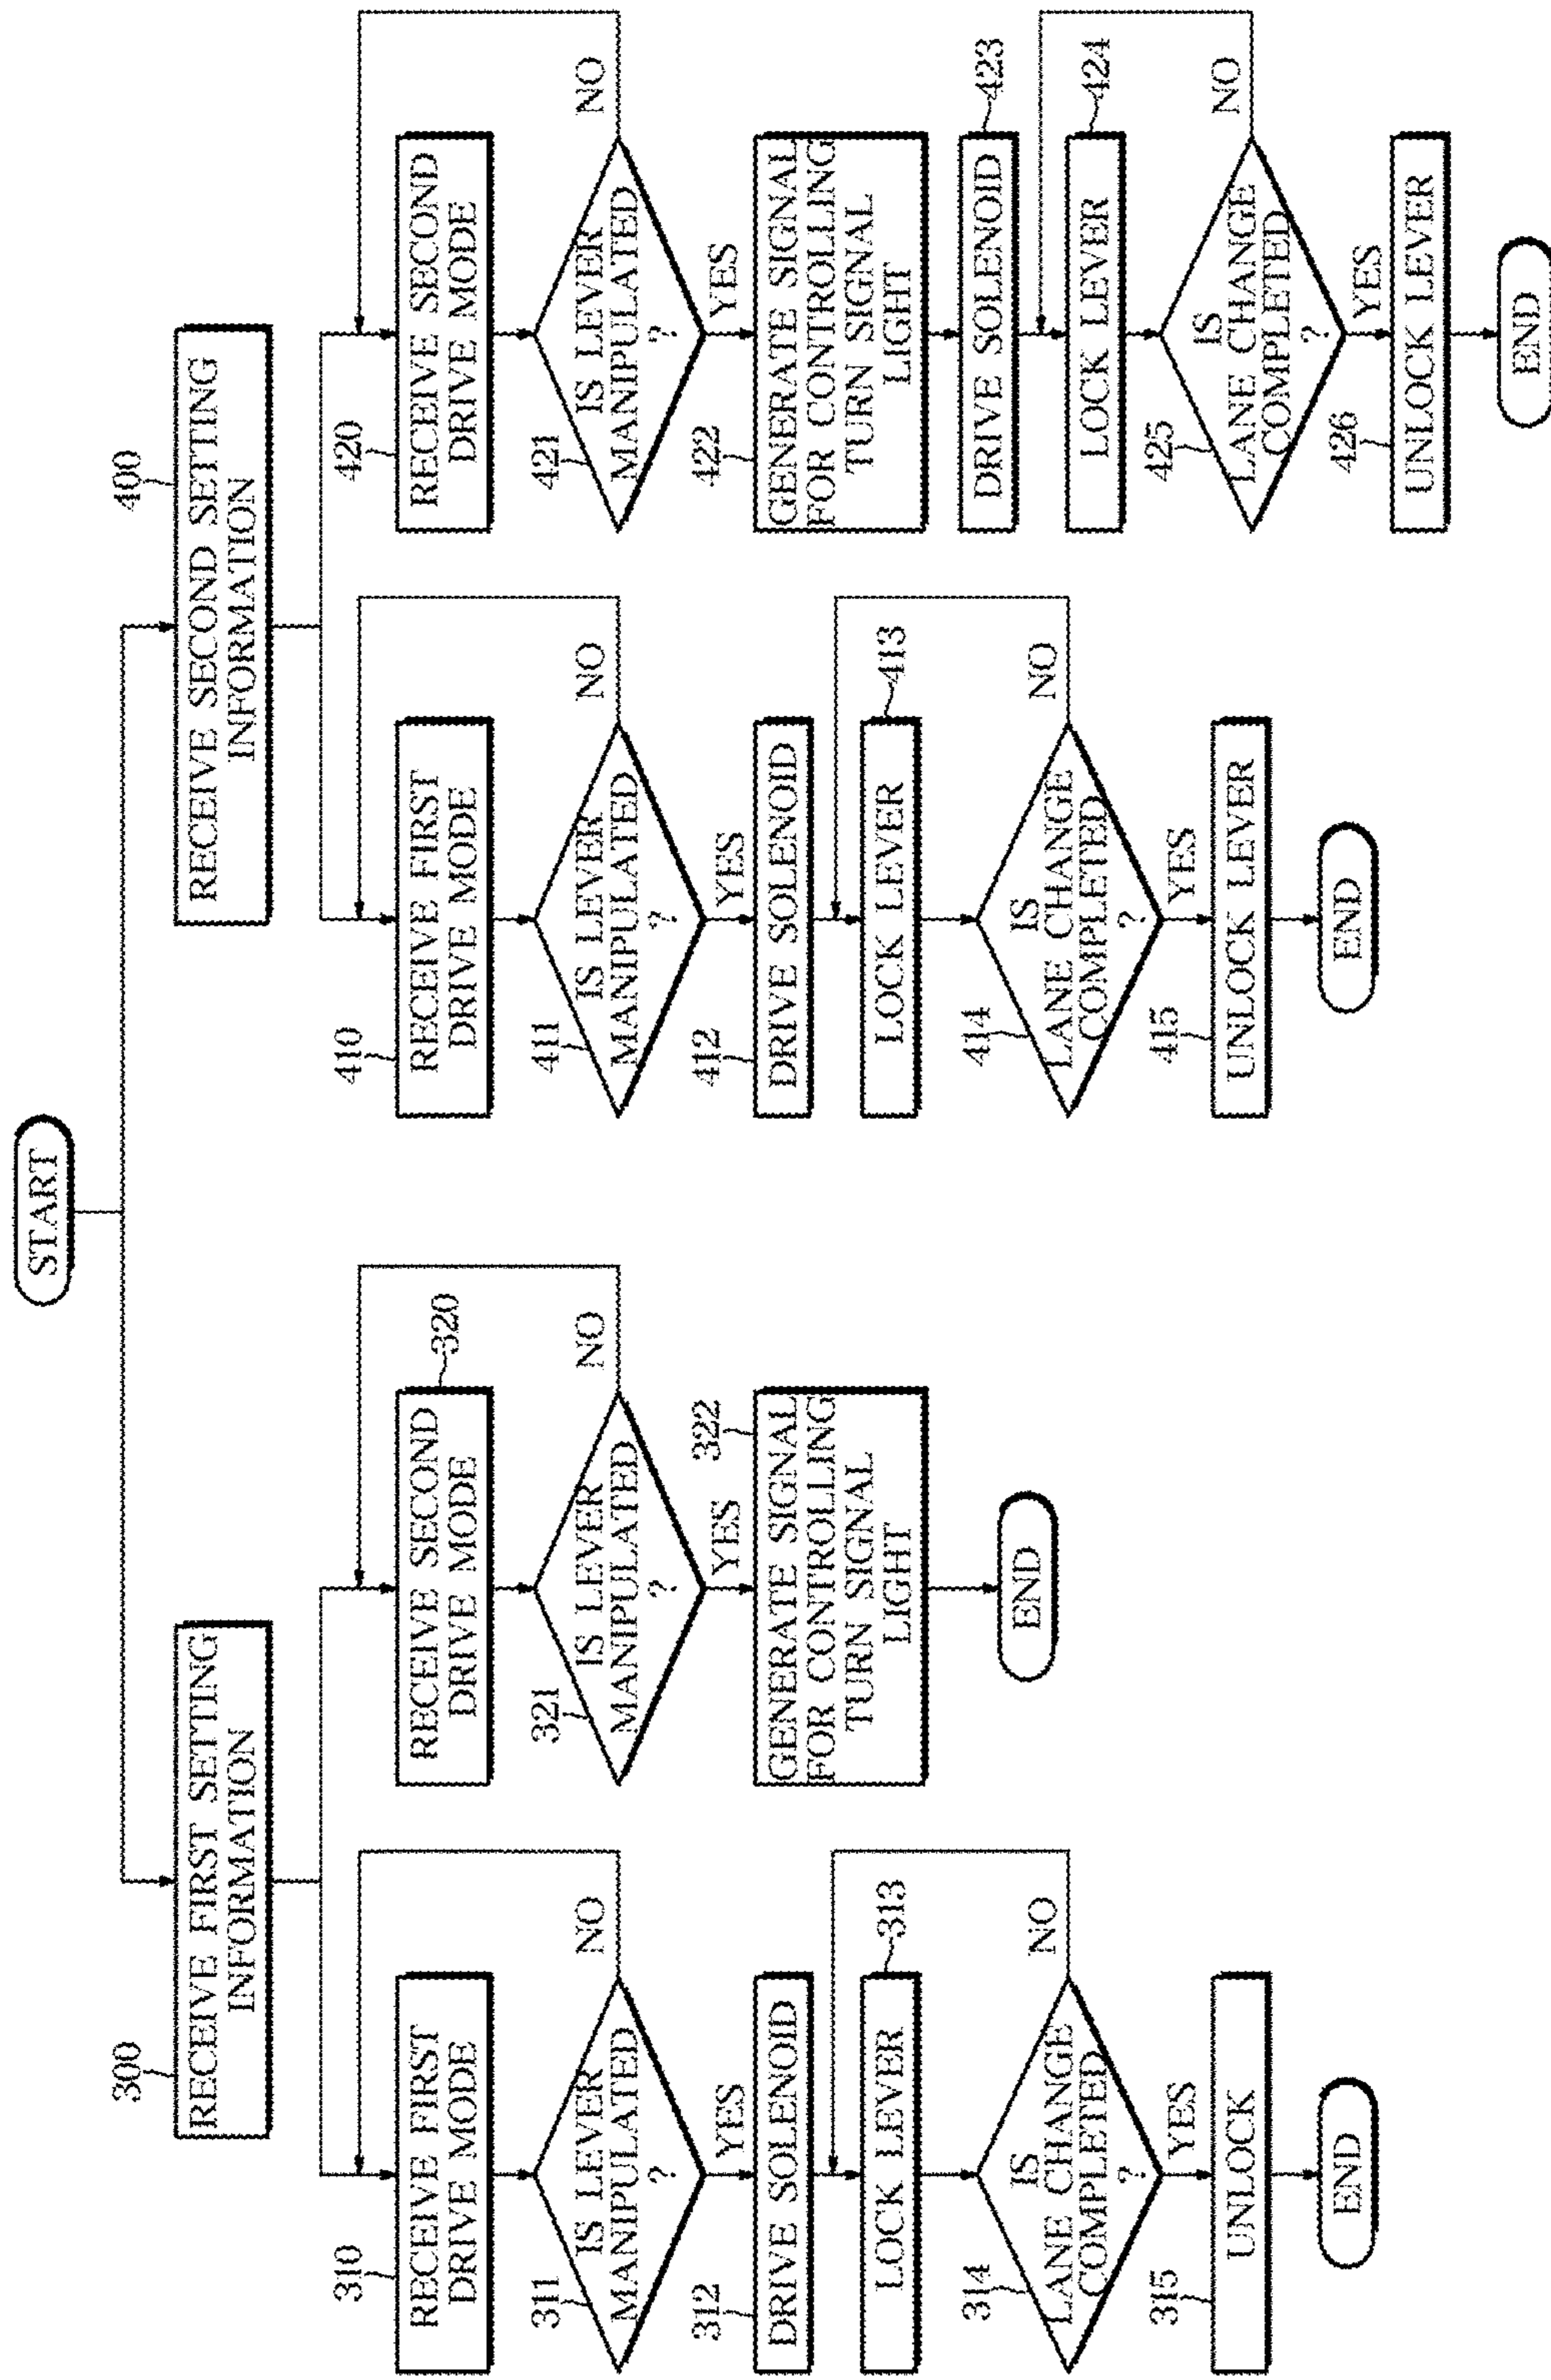 START
300
RECEIVE FIRST SETTING
INFORMATION
310
RECEIVE FIRST
DRIVE MODE
311
IS LEVER
MANIPULATED
?
NO
YES
312
DRIVE SOLENOID
LOCK LEVER
313
314
IS
LANE CHANGE
COMPLETED
?
NO
YES
315
UNLOCK
END
RECEIVE SECOND
DRIVE MODE
320
321
IS LEVER
MANIPULATED
?
NO
YES
322
GENERATE SIGNAL
FOR CONTROLLING
TURN SIGNAL
LIGHT
END
400
RECEIVE SECOND SETTING
INFORMATION
410
RECEIVE FIRST
DRIVE MODE
411
IS LEVER
MANIPULATED
?
NO
YES
412
DRIVE SOLENOID
LOCK LEVER
413
414
IS
LANE CHANGE
COMPLETED
?
NO
YES
415
UNLOCK LEVER
END
420
RECEIVE SECOND
DRIVE MODE
421
IS LEVER
MANIPULATED
?
NO
YES
422
GENERATE SIGNAL
FOR CONTROLLING
TURN SIGNAL
LIGHT
DRIVE SOLENOID
423
LOCK LEVER
424
425
IS
LANE CHANGE
COMPLETED
?
NO
YES
426
UNLOCK LEVER
END